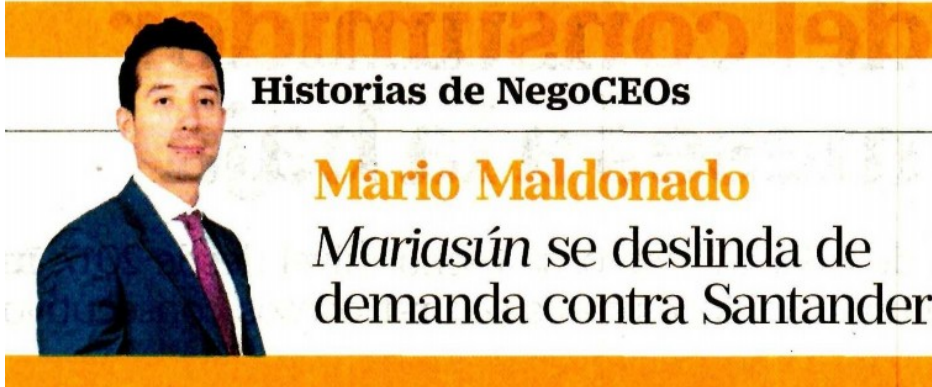 Historias de NegoCEOs
Mario Maldonado
Mariasún se deslinda de
demanda contra Santander